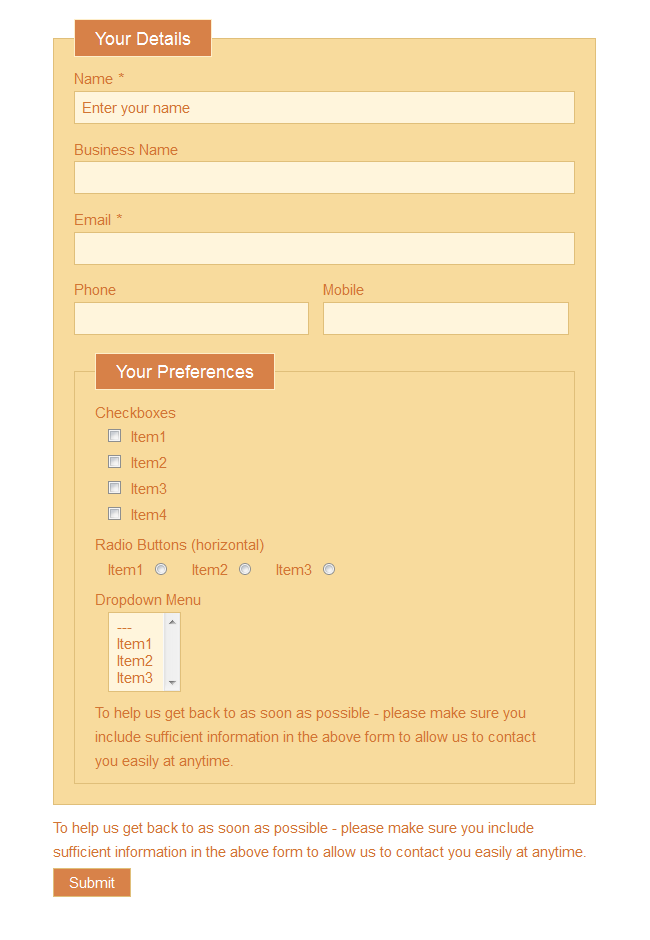 Your Details
Name *
Enter your name
Business Name
Email *
Phone Mobile
Your Preferences
Checkboxes
Item1
Item2
Item3
Item4
Radio Buttons (horizontal)
Item1 Item2 Item3
Dropdown Menu
---
Item1
Item2
Item3
To help us get back to as soon as possible - please make sure you
include sufficient information in the above form to allow us to contact
you easily at anytime.
To help us get back to as soon as possible - please make sure you include
sufficient information in the above form to allow us to contact you easily at anytime.
Submit